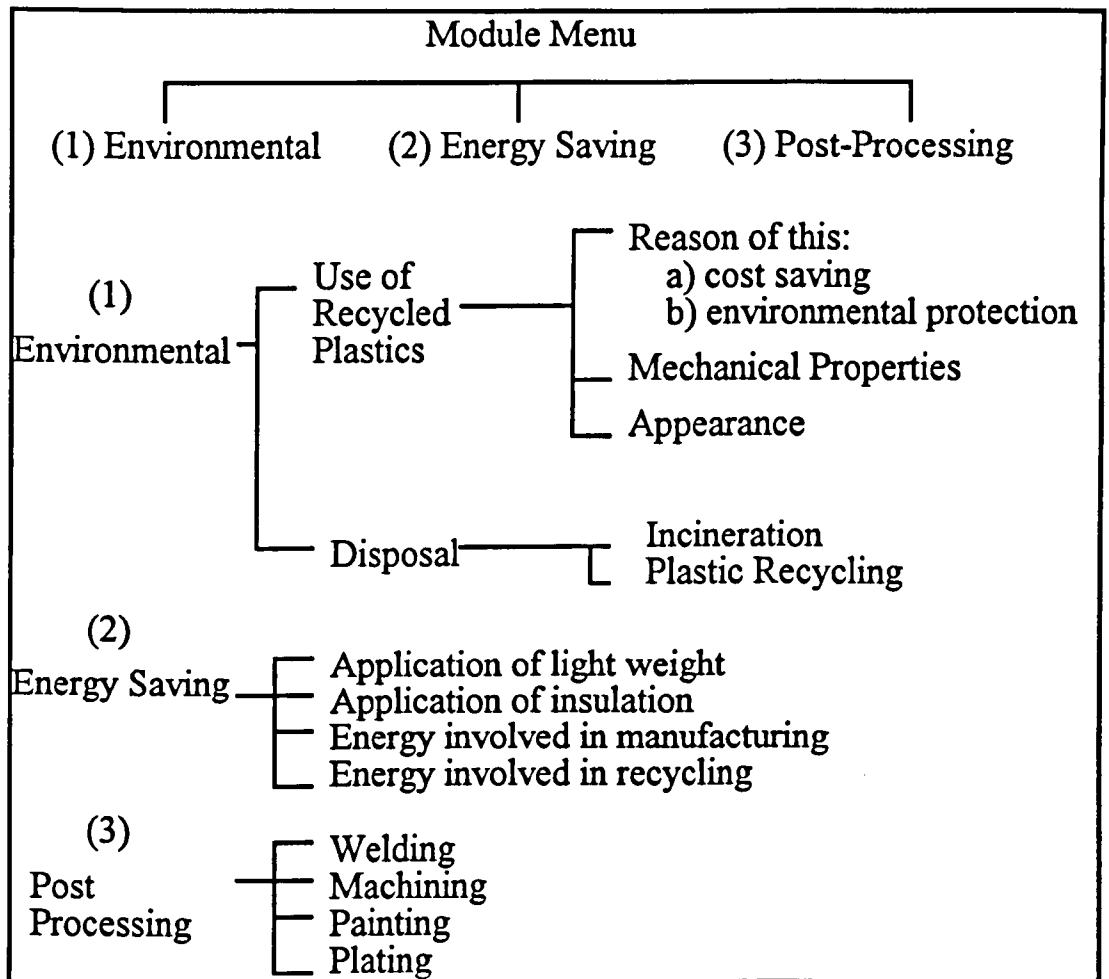 Module Menu
(1) Environmental (2) Energy Saving (3) Post-Processing
(1)
Environmental
Use of
Recycled
Plastics
Reason of this:
a) cost saving
b) environmental protection
Mechanical Properties
Appearance
Disposal
Incineration
Plastic Recycling
(2)
Energy Saving
Application of light weight
Application of insulation
Energy involved in manufacturing
Energy involved in recycling
(3)
Post
Processing
Welding
Machining
Painting
Plating